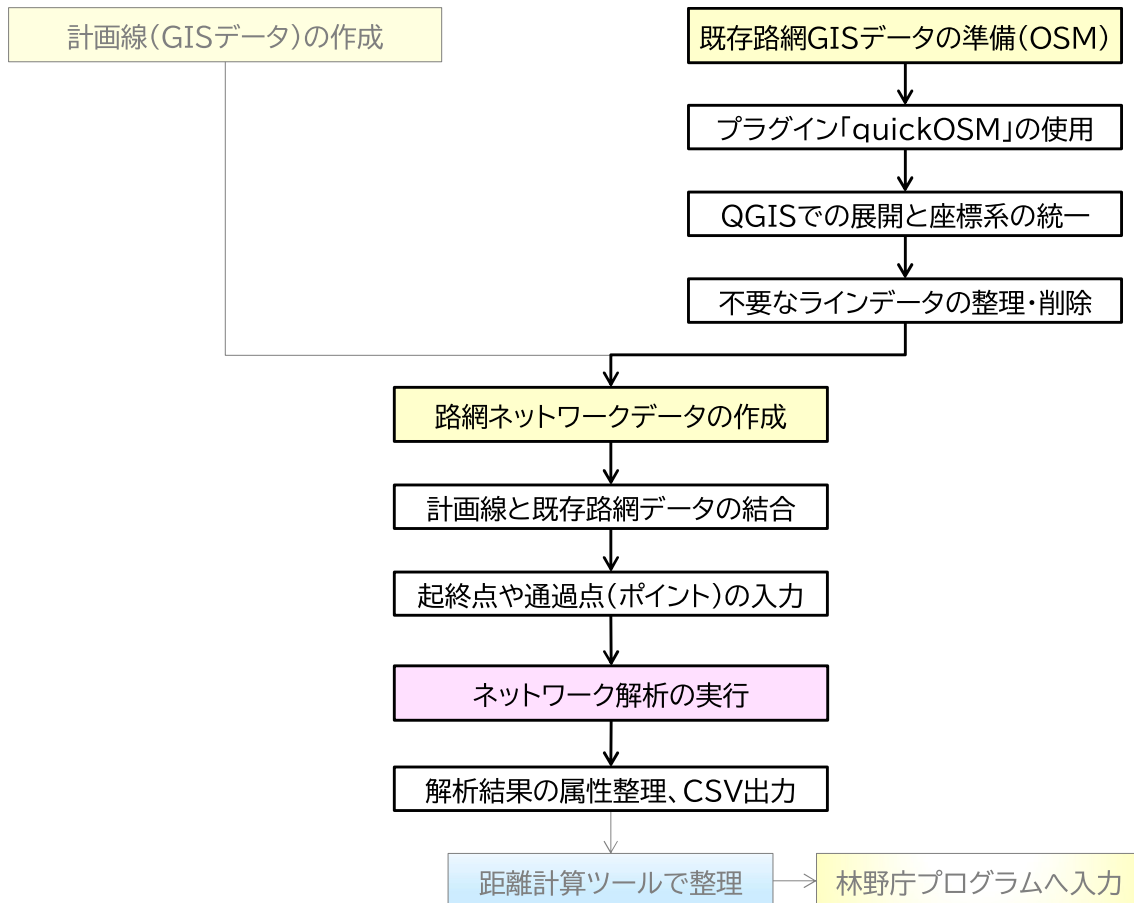 計画線（GISデータ）の作成
既存路網GISデータの準備（OSM）
プラグイン「quickOSM」の使用
QGISでの展開と座標系の統一
不要なラインデータの整理・削除
路網ネットワークデータの作成
計画線と既存路網データの結合
起終点や通過点（ポイント）の入力
ネットワーク解析の実行
解析結果の属性整理、CSV出力
距離計算ツールで整理
林野庁プログラムへ入力